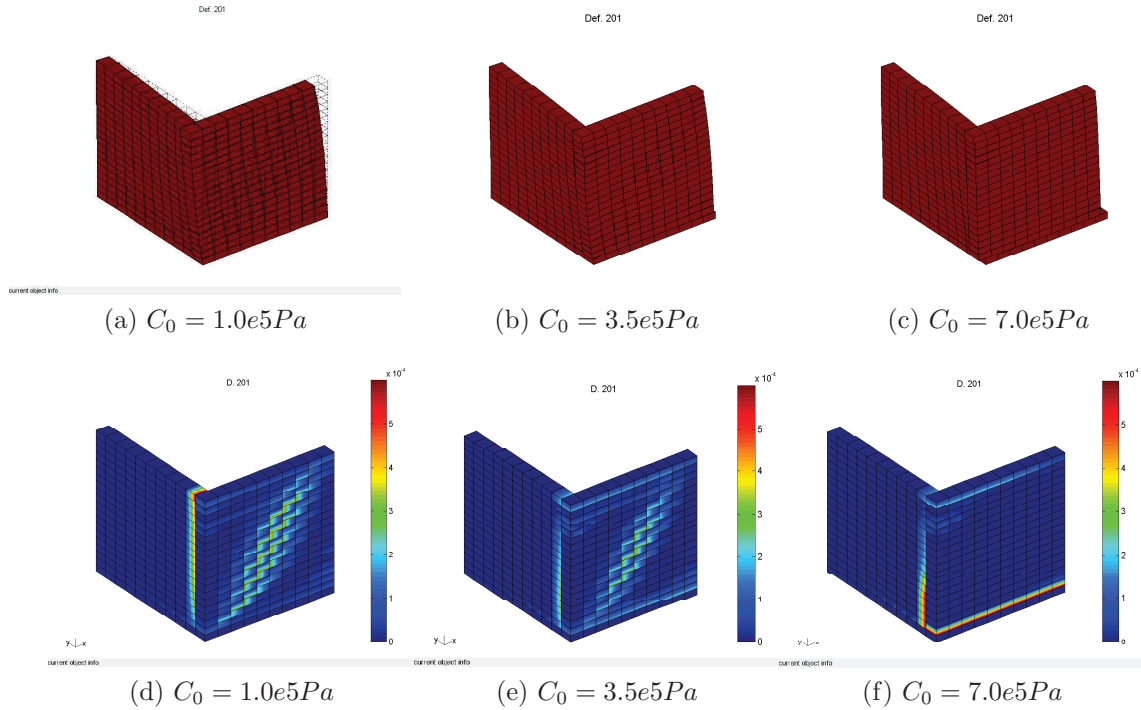 Def. 201
Def. 201
Def. 201
current object info
(a) C₀ = 1.0e5Pa
(b) C₀ = 3.5e5Pa
(c) C₀ = 7.0e5Pa
D. 201
x 10⁻⁴
5
4
3
2
1
0
y x
current object info
D. 201
x 10⁻⁴
5
4
3
2
1
0
y x
current object info
D. 201
x 10⁻⁴
5
4
3
2
1
0
y x
current object info
(d) C₀ = 1.0e5Pa
(e) C₀ = 3.5e5Pa
(f) C₀ = 7.0e5Pa